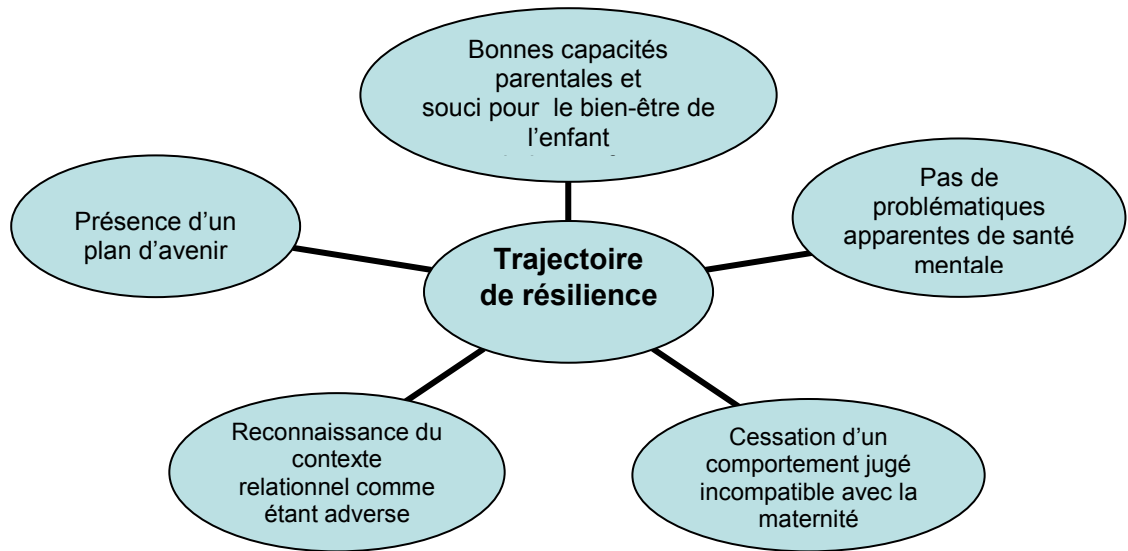 Bonnes capacités
parentales et
souci pour le bien-être de
l'enfant
Pas de
problématiques
apparentes de santé
mentale
Présence d'un
plan d'avenir
Trajectoire
de résilience
Reconnaissance du
contexte
relationnel comme
étant adverse
Cessation d'un
comportement jugé
incompatible avec la
maternité